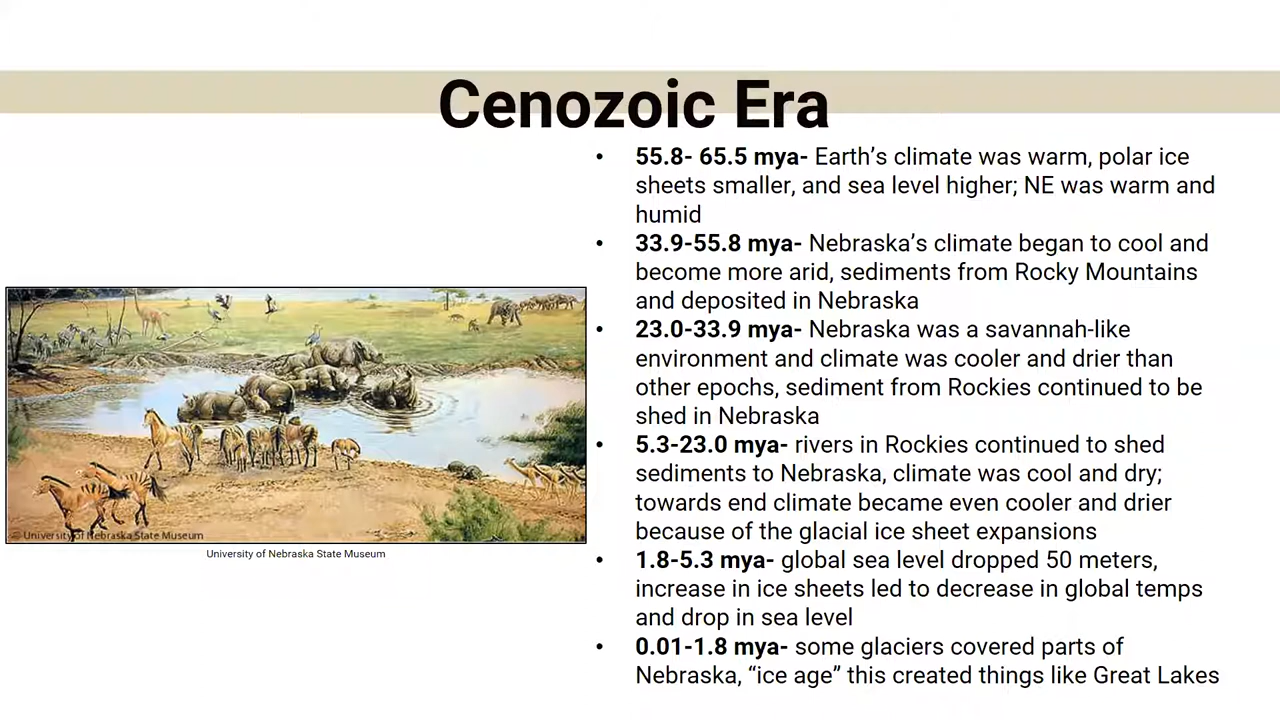 Cenozoic Era
• 55.8- 65.5 mya- Earth’s climate was warm, polar ice
sheets smaller, and sea level higher; NE was warm and
humid
• 33.9-55.8 mya- Nebraska’s climate began to cool and
become more arid, sediments from Rocky Mountains
and deposited in Nebraska
• 23.0-33.9 mya- Nebraska was a savannah-like
environment and climate was cooler and drier than
other epochs, sediment from Rockies continued to be
shed in Nebraska
• 5.3-23.0 mya- rivers in Rockies continued to shed
sediments to Nebraska, climate was cool and dry;
towards end climate became even cooler and drier
because of the glacial ice sheet expansions
• 1.8-5.3 mya- global sea level dropped 50 meters,
increase in ice sheets led to decrease in global temps
and drop in sea level
• 0.01-1.8 mya- some glaciers covered parts of
Nebraska, “ice age” this created things like Great Lakes
© University of Nebraska State Museum
University of Nebraska State Museum